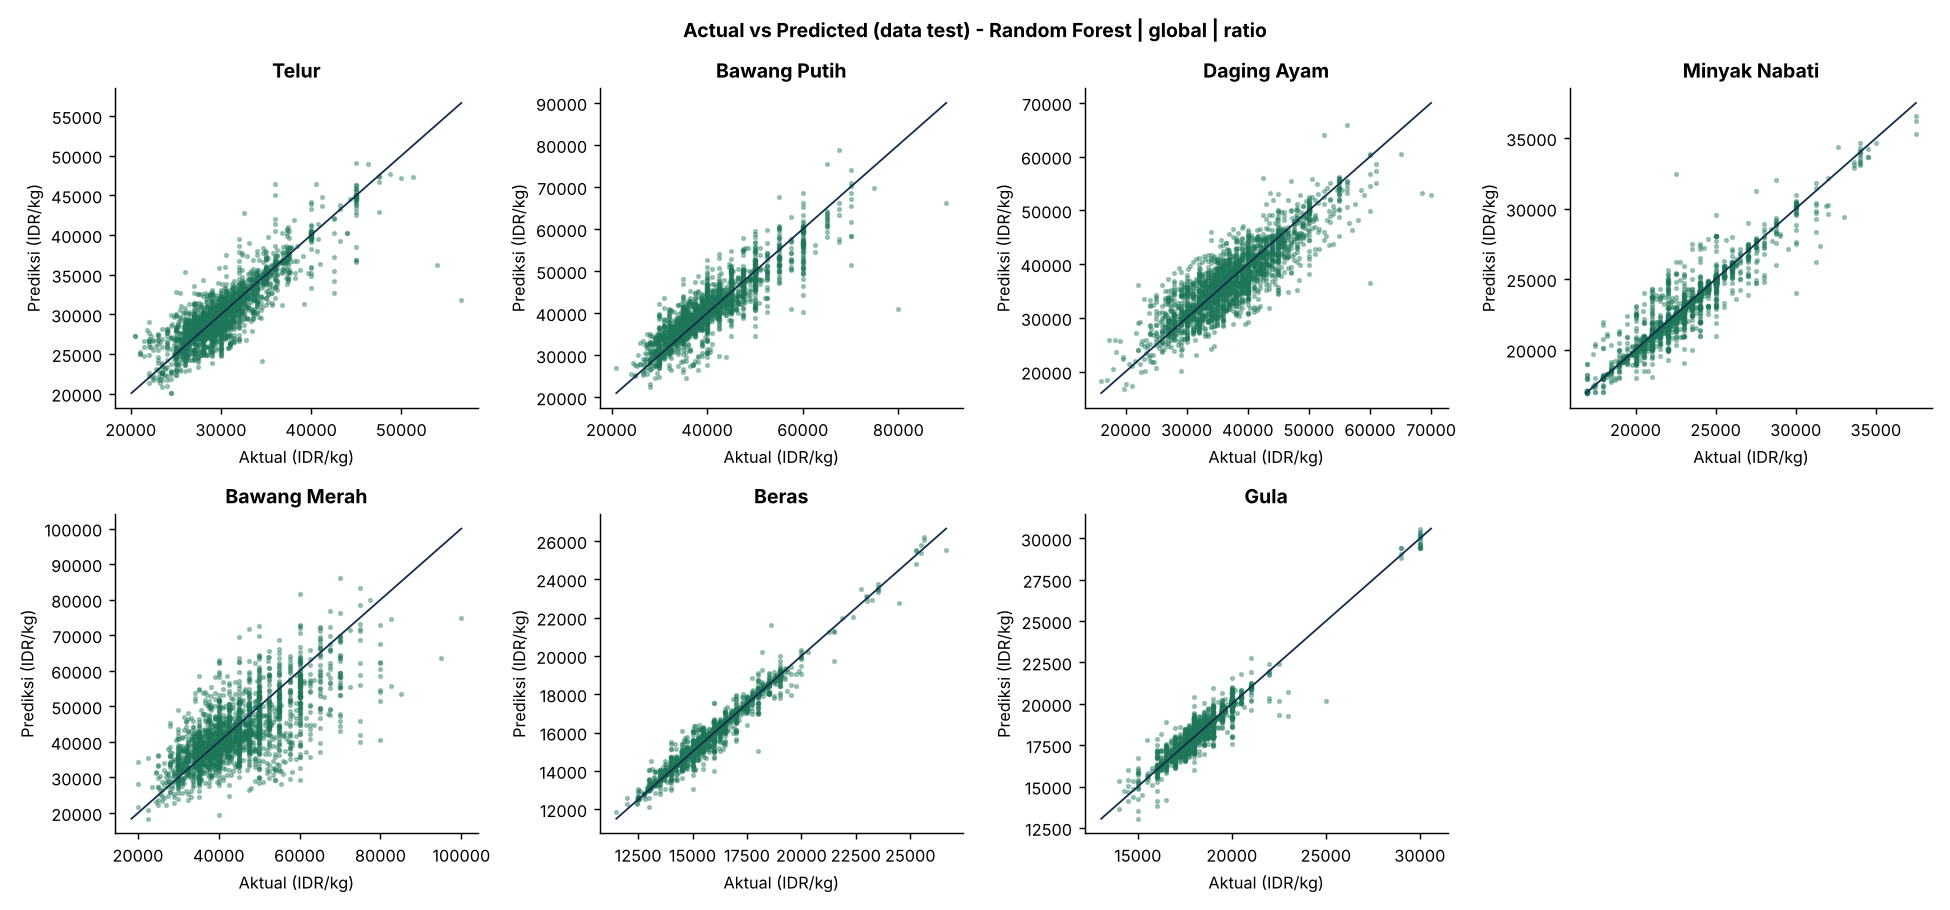 Actual vs Predicted (data test) - Random Forest | global | ratio
Telur
55000
50000
45000
40000
35000
30000
25000
20000
Prediksi (IDR/kg)
20000 30000 40000 50000
Aktual (IDR/kg)
Bawang Putih
90000
80000
70000
60000
50000
40000
30000
20000
Prediksi (IDR/kg)
20000 40000 60000 80000
Aktual (IDR/kg)
Daging Ayam
70000
60000
50000
40000
30000
20000
Prediksi (IDR/kg)
20000 30000 40000 50000 60000 70000
Aktual (IDR/kg)
Minyak Nabati
35000
30000
25000
20000
Prediksi (IDR/kg)
20000 25000 30000 35000
Aktual (IDR/kg)
Bawang Merah
100000
90000
80000
70000
60000
50000
40000
30000
20000
Prediksi (IDR/kg)
20000 40000 60000 80000 100000
Aktual (IDR/kg)
Beras
26000
24000
22000
20000
18000
16000
14000
12000
Prediksi (IDR/kg)
12500 15000 17500 20000 22500 25000
Aktual (IDR/kg)
Gula
30000
27500
25000
22500
20000
17500
15000
12500
Prediksi (IDR/kg)
15000 20000 25000 30000
Aktual (IDR/kg)